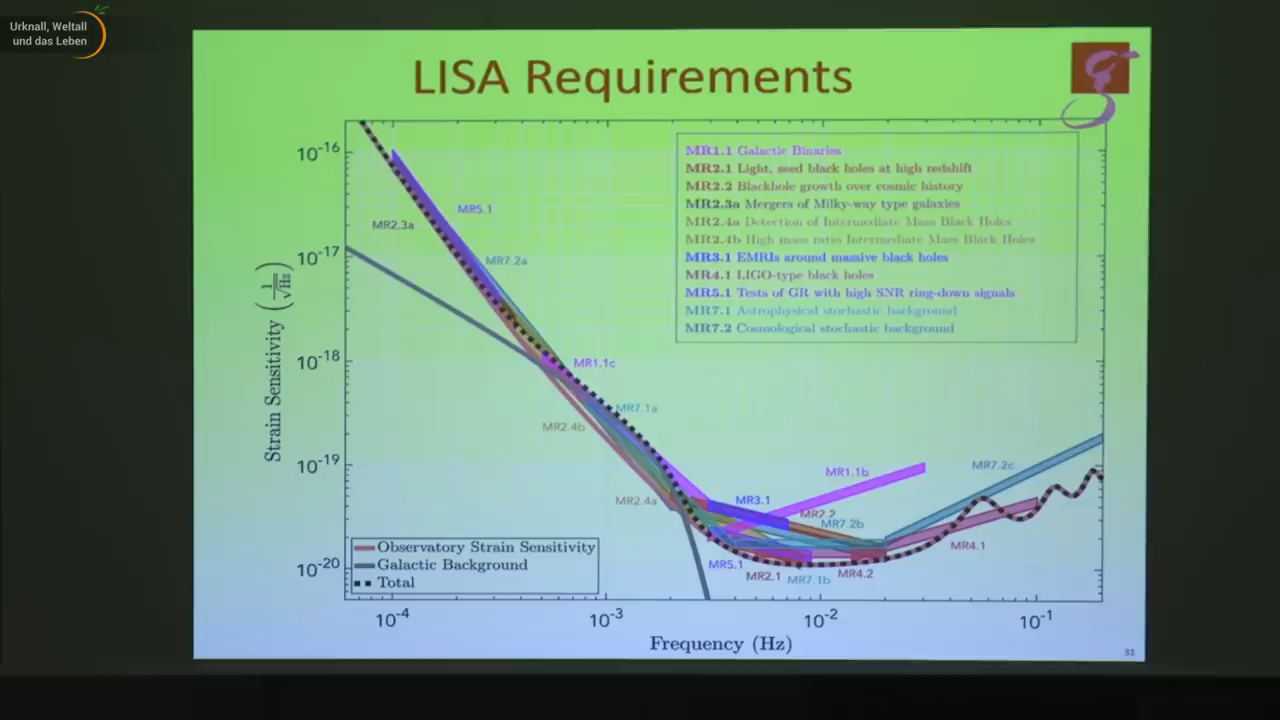 Urknall, Weltall
und das Leben
LISA Requirements
MR1.1 Galactic Binaries
MR2.1 Light, seed black holes at high redshift
MR2.2 Blackhole growth over cosmic history
MR2.3a Mergers of Milky-way type galaxies
MR2.4a Detection of Intermediate Mass Black Holes
MR2.4b High mass ratio Intermediate Mass Black Holes
MR3.1 EMRIs around massive black holes
MR4.1 LIGO-type black holes
MR5.1 Tests of GR with high SNR ring-down signals
MR7.1 Astrophysical stochastic background
MR7.2 Cosmological stochastic background
10⁻¹⁶
10⁻¹⁷
10⁻¹⁸
10⁻¹⁹
10⁻²⁰
Strain Sensitivity (1/√Hz)
MR5.1
MR2.3a
MR7.2a
MR1.1c
MR7.1a
MR2.4b
MR1.1b
MR7.2c
MR2.4a
MR3.1
MR2.2
MR7.2b
MR4.1
MR5.1
MR2.1
MR7.1b
MR4.2
Observatory Strain Sensitivity
Galactic Background
Total
10⁻⁴
10⁻³
10⁻²
10⁻¹
Frequency (Hz)
31